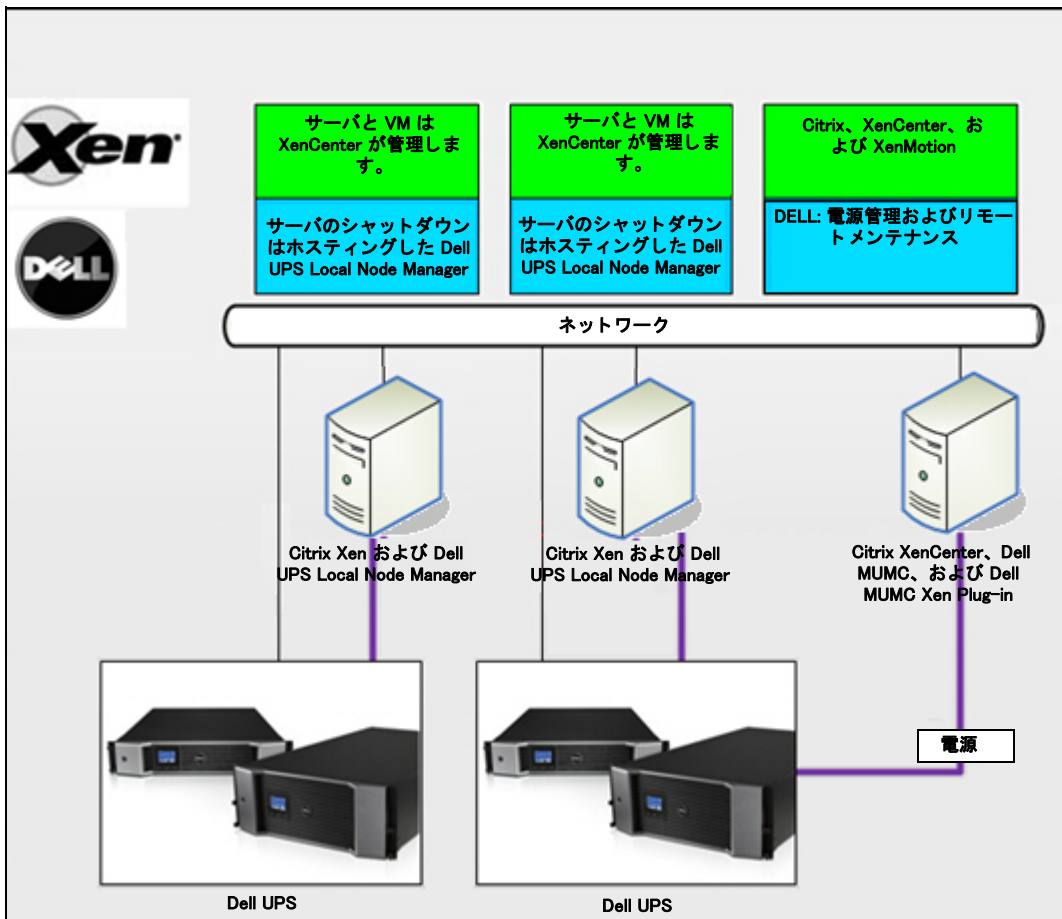 Xen
DELL
サーバと VM は
XenCenter が管理しま
す。
サーバのシャットダウン
はホスティングした Dell
UPS Local Node Manager
サーバと VM は
XenCenter が管理しま
す。
サーバのシャットダウン
はホスティングした Dell
UPS Local Node Manager
Citrix、XenCenter、お
よび XenMotion
DELL: 電源管理およびリモー
ト メンテナンス
ネットワーク
Citrix Xen および Dell
UPS Local Node Manager
Citrix Xen および Dell
UPS Local Node Manager
Citrix XenCenter、Dell
MUMC、および Dell
MUMC Xen Plug-in
電源
Dell UPS
Dell UPS